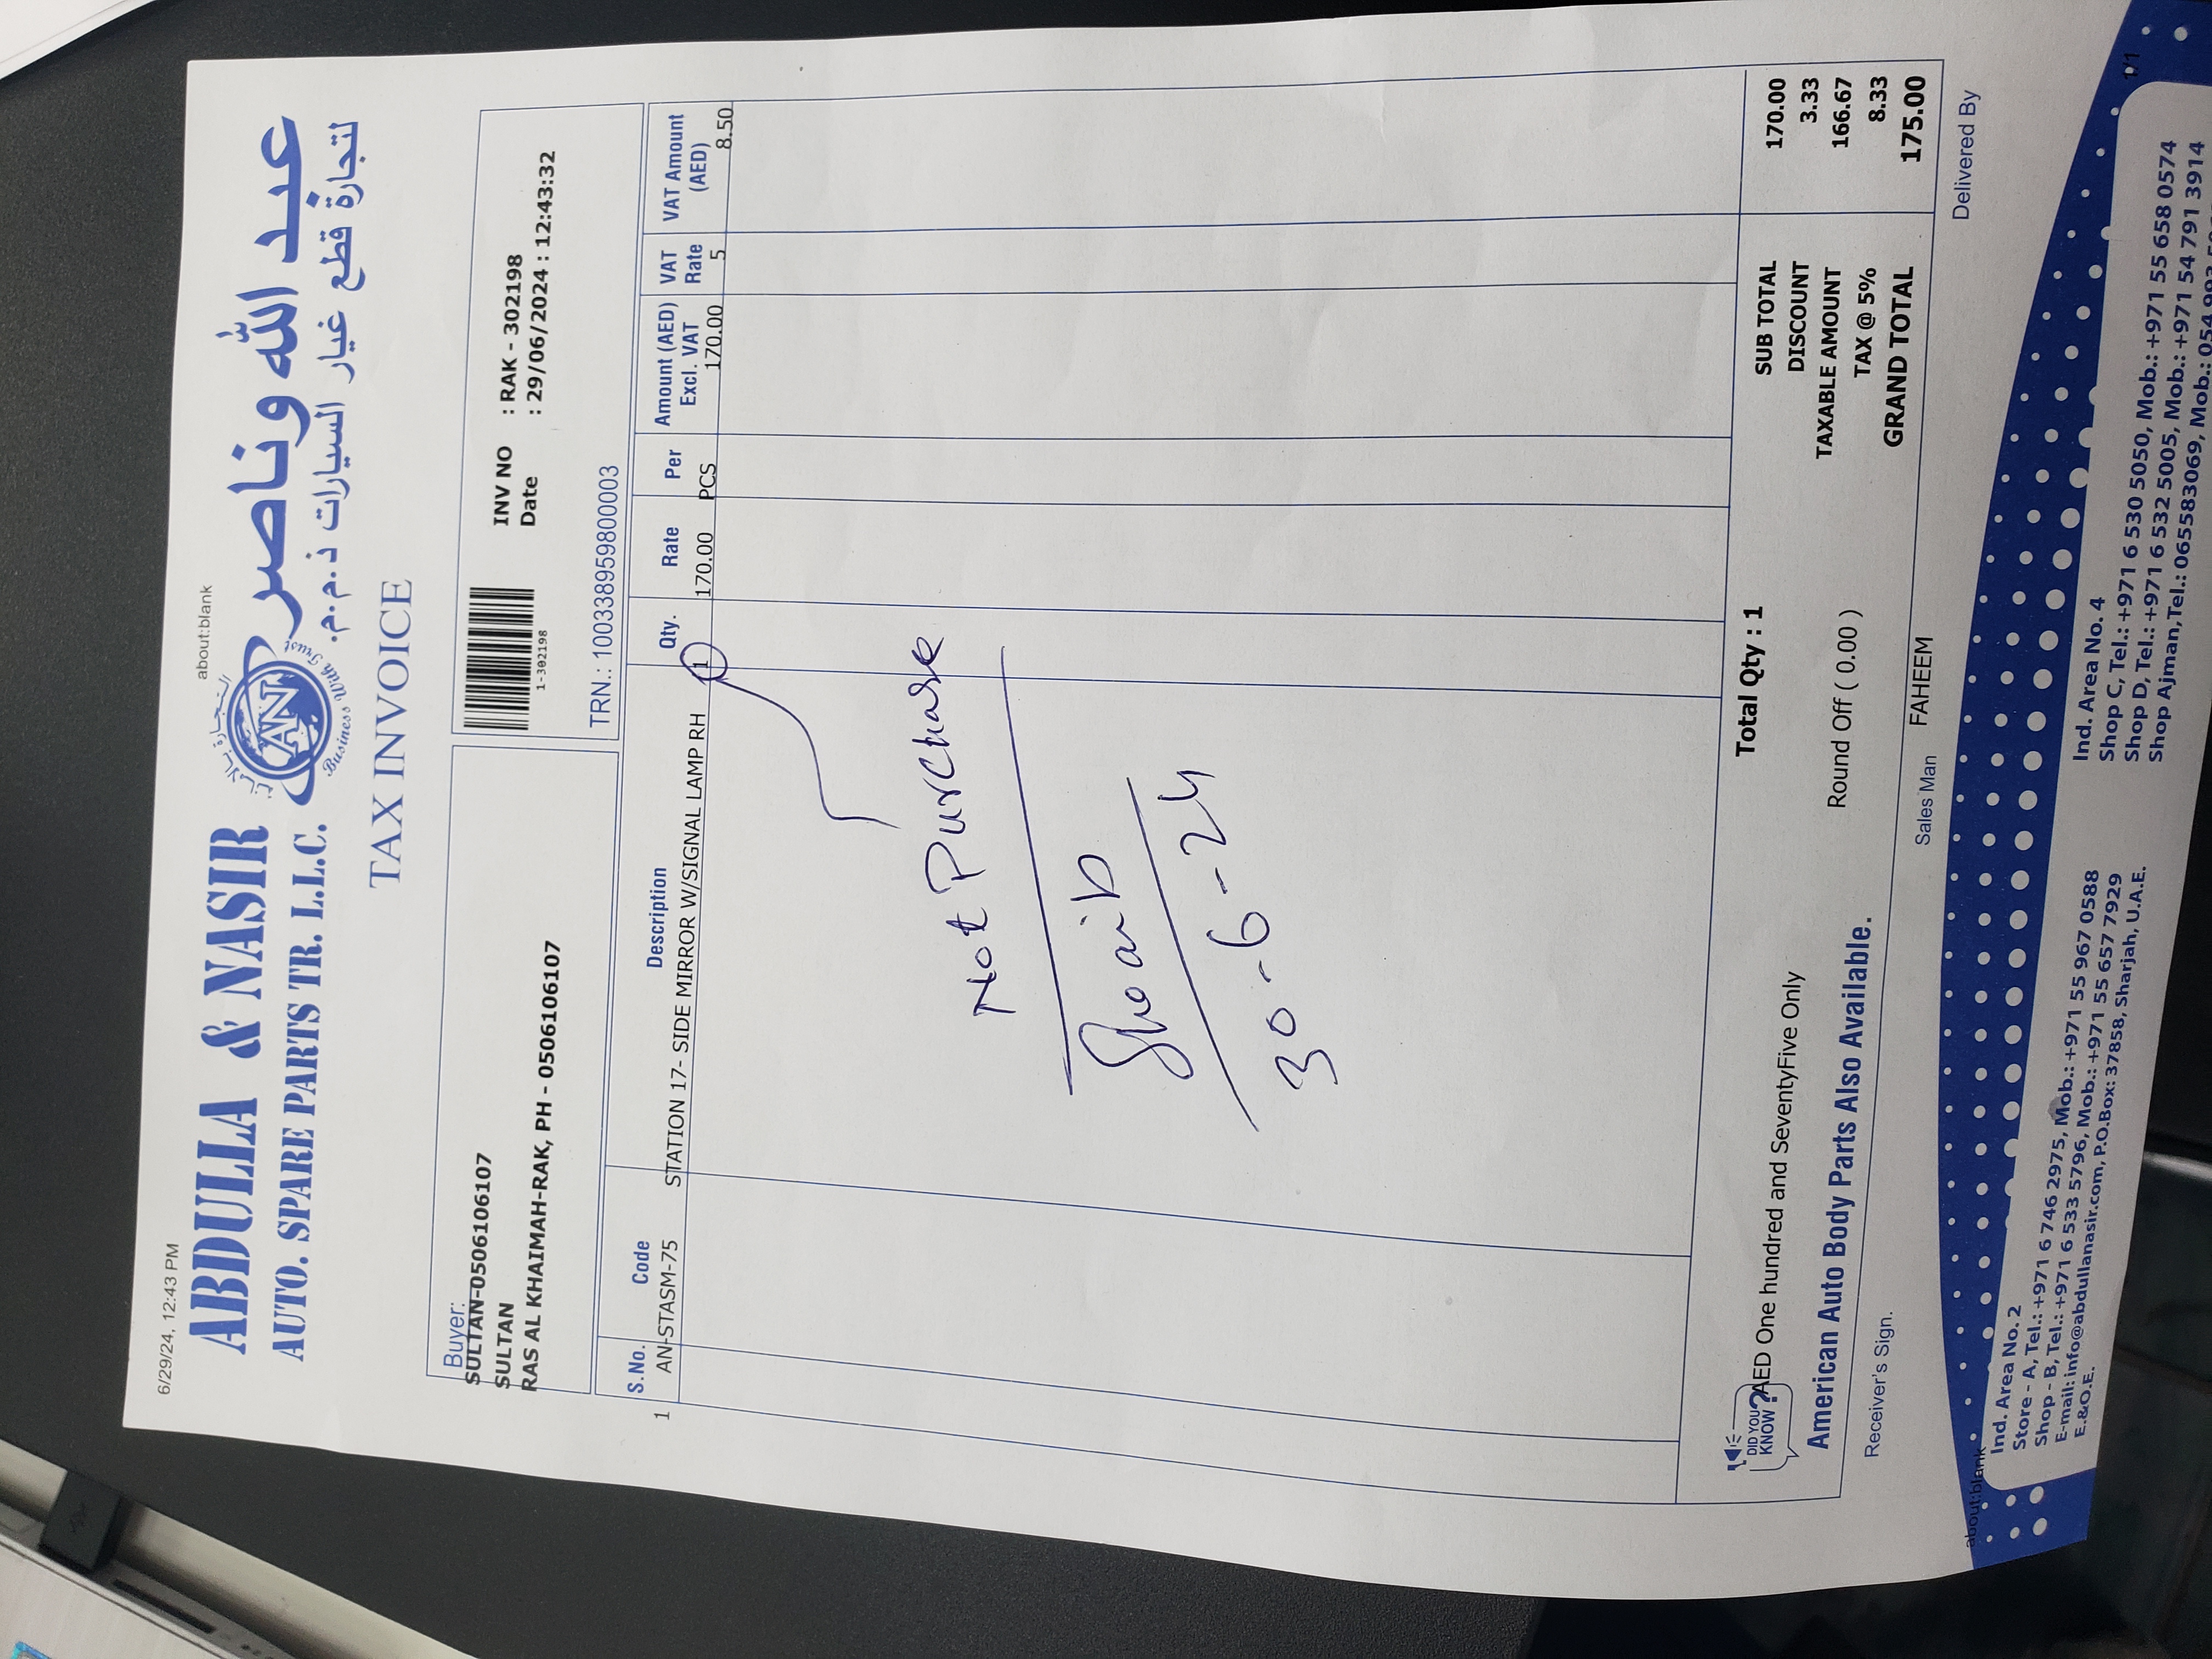 6/29/24, 12:43 PM
about:blank
ABDULLA & NASIR
AUTO. SPARE PARTS TR. L.L.C.
AN
Business With Trust
عبد الله وناصر
لتجارة قطع غيار السيارات ذ.م.م.
TAX INVOICE
Buyer:
SULTAN-0506106107
SULTAN
RAS AL KHAIMAH-RAK, PH - 0506106107
1-302198
INV NO : RAK - 302198
Date : 29/06/2024 : 12:43:32
TRN.: 100338959800003
S.No. Code Description Qty. Rate Per Amount (AED) Excl. VAT VAT Rate VAT Amount (AED)
1 AN-STASM-75 STATION 17- SIDE MIRROR W/SIGNAL LAMP RH 1 170.00 PCS 170.00 5 8.50
Not Purchase
Shoaib
30-6-24
Total Qty : 1
SUB TOTAL 170.00
DISCOUNT 3.33
TAXABLE AMOUNT 166.67
TAX @ 5% 8.33
GRAND TOTAL 175.00
DID YOU KNOW ?
AED One hundred and SeventyFive Only
Round Off ( 0.00 )
American Auto Body Parts Also Available.
Receiver's Sign.
Sales Man FAHEEM
Delivered By
about:blank
1/1
Ind. Area No. 2
Store - A, Tel.: +971 6 746 2975, Mob.: +971 55 967 0588
Shop - B, Tel.: +971 6 533 5796, Mob.: +971 55 657 7929
E-mail: info@abdullanasir.com, P.O.Box: 37858, Sharjah, U.A.E.
E.&O.E.
Ind. Area No. 4
Shop C, Tel.: +971 6 530 5050, Mob.: +971 55 658 0574
Shop D, Tel.: +971 6 532 5005, Mob.: +971 54 791 3914
Shop Ajman, Tel.: 065583069, Mob.: 054 993